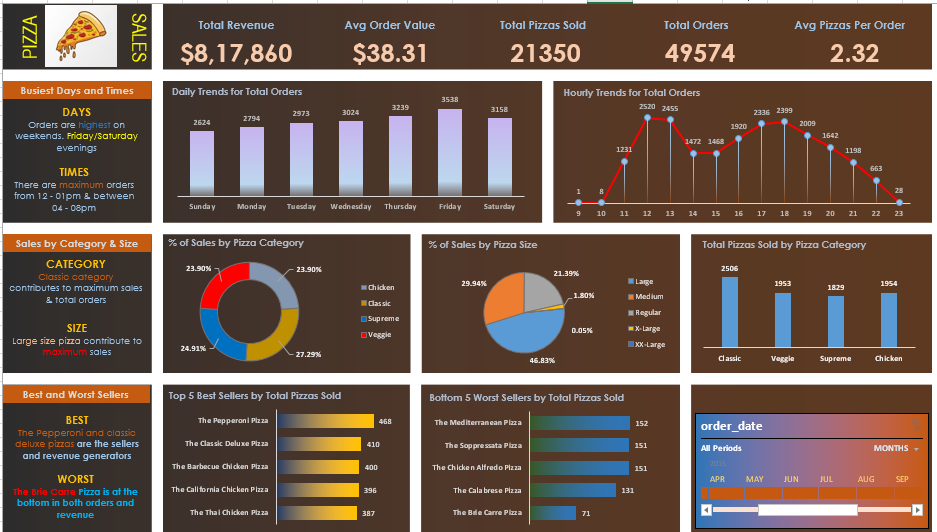 PIZZA
SALES
Total Revenue
$8,17,860
Avg Order Value
$38.31
Total Pizzas Sold
21350
Total Orders
49574
Avg Pizzas Per Order
2.32
Busiest Days and Times
DAYS
Orders are highest on
weekends. Friday/Saturday
evenings
TIMES
There are maximum orders
from 12 - 01pm & between
04 - 08pm
Daily Trends for Total Orders
2624 2794 2973 3024 3239 3538 3158
Sunday Monday Tuesday Wednesday Thursday Friday Saturday
Hourly Trends for Total Orders
1 8 1231 2520 2455 1472 1468 1920 2336 2399 2009 1642 1198 663 28
9 10 11 12 13 14 15 16 17 18 19 20 21 22 23
Sales by Category & Size
CATEGORY
Classic category
contributes to maximum sales
& total orders
SIZE
Large size pizza contribute to
maximum sales
% of Sales by Pizza Category
23.90% 23.90%
24.91% 27.29%
Chicken
Classic
Supreme
Veggie
% of Sales by Pizza Size
29.94% 21.39%
1.80%
0.05%
46.83%
Large
Medium
Regular
X-Large
XX-Large
Total Pizzas Sold by Pizza Category
2506 1953 1829 1954
Classic Veggie Supreme Chicken
Best and Worst Sellers
BEST
The Pepperoni and classic
deluxe pizzas are the sellers
and revenue generators
WORST
The Brie Carre Pizza is at the
bottom in both orders and
revenue
Top 5 Best Sellers by Total Pizzas Sold
The Pepperoni Pizza 468
The Classic Deluxe Pizza 410
The Barbecue Chicken Pizza 400
The California Chicken Pizza 396
The Thai Chicken Pizza 387
Bottom 5 Worst Sellers by Total Pizzas Sold
The Mediterranean Pizza 152
The Soppressata Pizza 151
The Chicken Alfredo Pizza 151
The Calabrese Pizza 131
The Brie Carre Pizza 71
order_date
All Periods MONTHS
2015
APR MAY JUN JUL AUG SEP